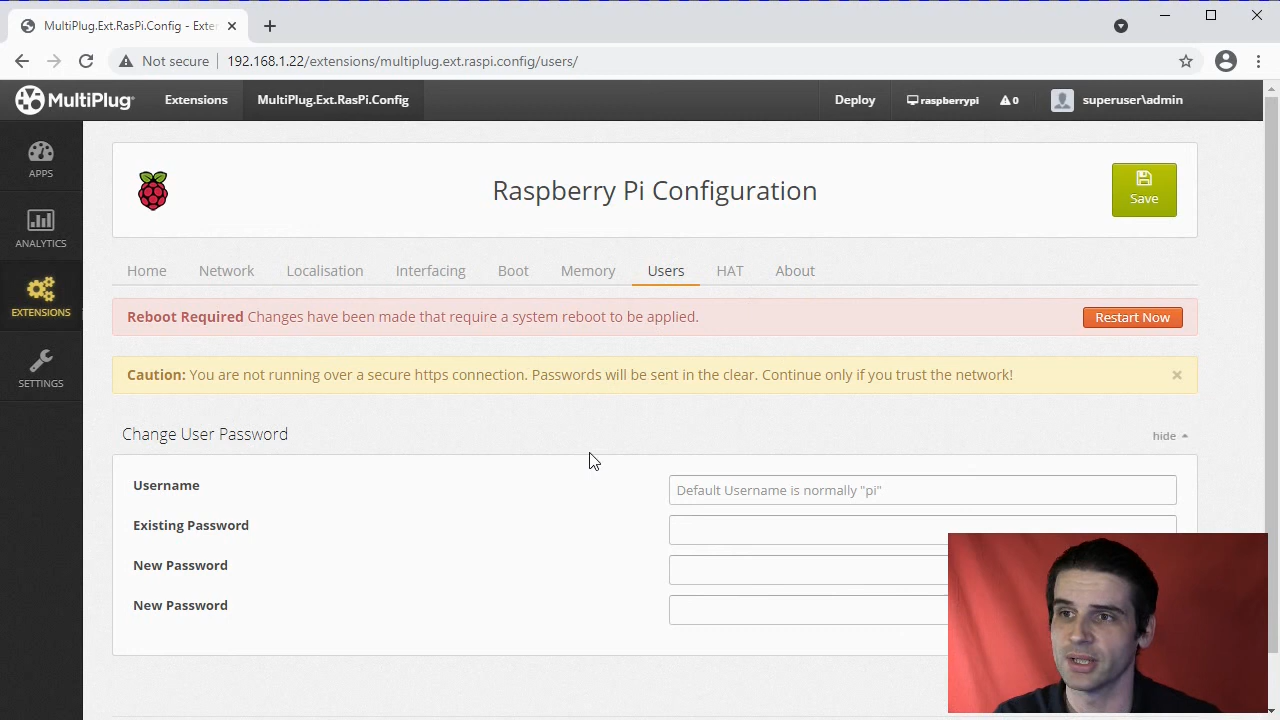 MultiPlug.Ext.RasPi.Config - Exte
Not secure 192.168.1.22/extensions/multiplug.ext.raspi.config/users/
MultiPlug Extensions MultiPlug.Ext.RasPi.Config Deploy raspberrypi 0 superuser\admin
APPS
ANALYTICS
EXTENSIONS
SETTINGS
Raspberry Pi Configuration
Save
Home Network Localisation Interfacing Boot Memory Users HAT About
Reboot Required Changes have been made that require a system reboot to be applied. Restart Now
Caution: You are not running over a secure https connection. Passwords will be sent in the clear. Continue only if you trust the network! ×
Change User Password hide
Username Default Username is normally "pi"
Existing Password
New Password
New Password